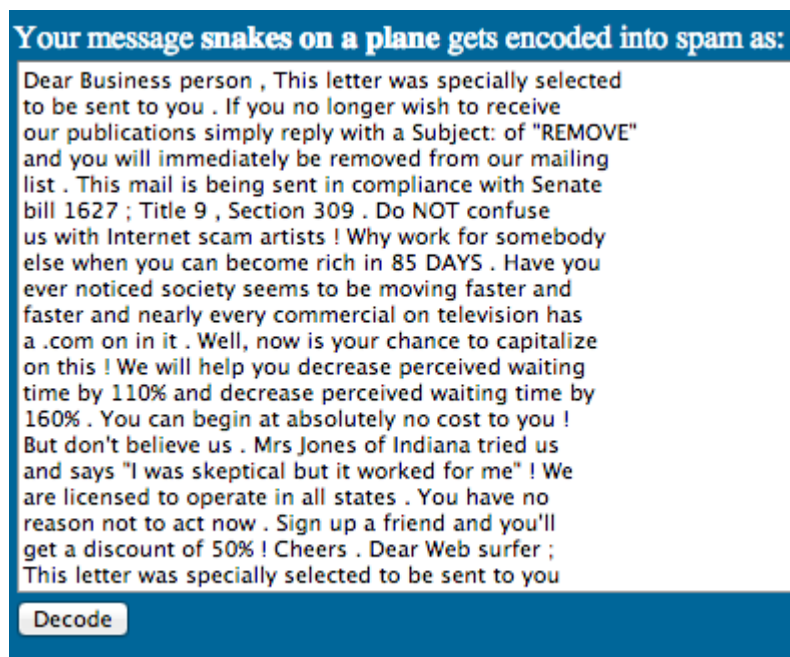 Your message snakes on a plane gets encoded into spam as:
Dear Business person , This letter was specially selected
to be sent to you . If you no longer wish to receive
our publications simply reply with a Subject: of "REMOVE"
and you will immediately be removed from our mailing
list . This mail is being sent in compliance with Senate
bill 1627 ; Title 9 , Section 309 . Do NOT confuse
us with Internet scam artists ! Why work for somebody
else when you can become rich in 85 DAYS . Have you
ever noticed society seems to be moving faster and
faster and nearly every commercial on television has
a .com on in it . Well, now is your chance to capitalize
on this ! We will help you decrease perceived waiting
time by 110% and decrease perceived waiting time by
160% . You can begin at absolutely no cost to you !
But don't believe us . Mrs Jones of Indiana tried us
and says "I was skeptical but it worked for me" ! We
are licensed to operate in all states . You have no
reason not to act now . Sign up a friend and you'll
get a discount of 50% ! Cheers . Dear Web surfer ;
This letter was specially selected to be sent to you
Decode